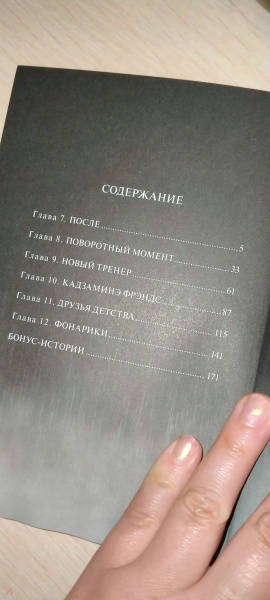 СОДЕРЖАНИЕ
Глава 7. ПОСЛЕ 5
Глава 8. ПОВОРОТНЫЙ МОМЕНТ 33
Глава 9. НОВЫЙ ТРЕНЕР 61
Глава 10. КАДЗАМИНЭ ФРЭНДС 87
Глава 11. ДРУЗЬЯ ДЕТСТВА 115
Глава 12. ФОНАРИКИ 141
БОНУС-ИСТОРИИ 171